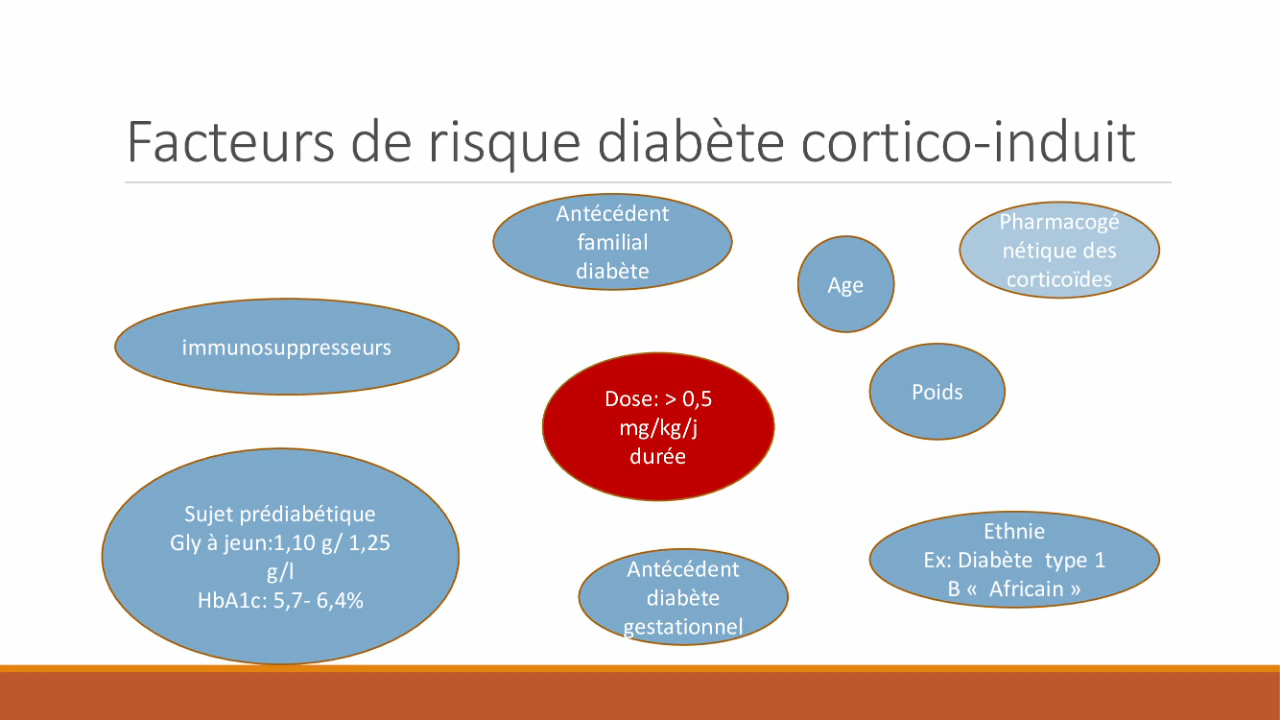 Facteurs de risque diabète cortico-induit
Antécédent
familial
diabète
Pharmacogé
nétique des
corticoïdes
Age
immunosuppresseurs
Dose: > 0,5
mg/kg/j
durée
Poids
Sujet prédiabétique
Gly à jeun:1,10 g/ 1,25
g/l
HbA1c: 5,7- 6,4%
Antécédent
diabète
gestationnel
Ethnie
Ex: Diabète  type 1
B «  Africain »